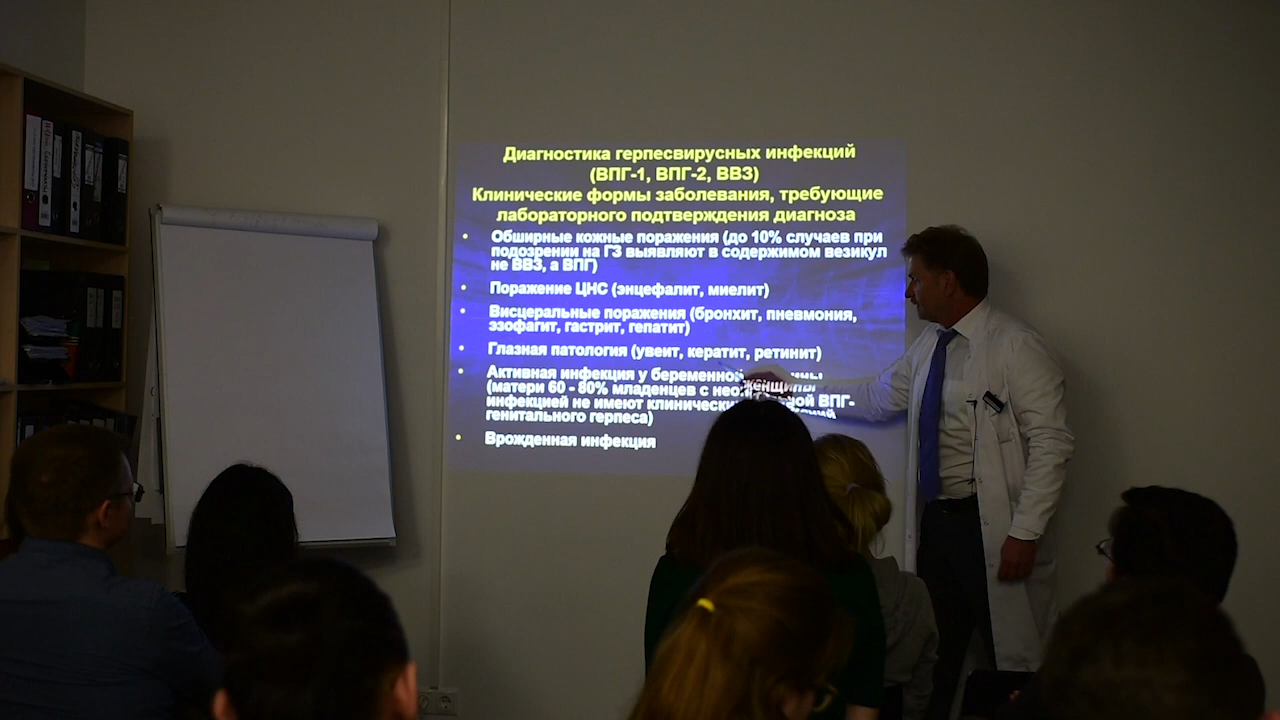 Диагностика герпесвирусных инфекций
(ВПГ-1, ВПГ-2, ВВЗ)
Клинические формы заболевания, требующие
лабораторного подтверждения диагноза
• Обширные кожные поражения (до 10% случаев при
подозрении на ГЗ выявляют в содержимом везикул
не ВВЗ, а ВПГ)
• Поражение ЦНС (энцефалит, миелит)
• Висцеральные поражения (бронхит, пневмония,
эзофагит, гастрит, гепатит)
• Глазная патология (увеит, кератит, ретинит)
• Активная инфекция у беременной женщины
(матери 60 - 80% младенцев с ВПГ-
инфекцией не имеют
генитального герпеса)
• Врожденная инфекция